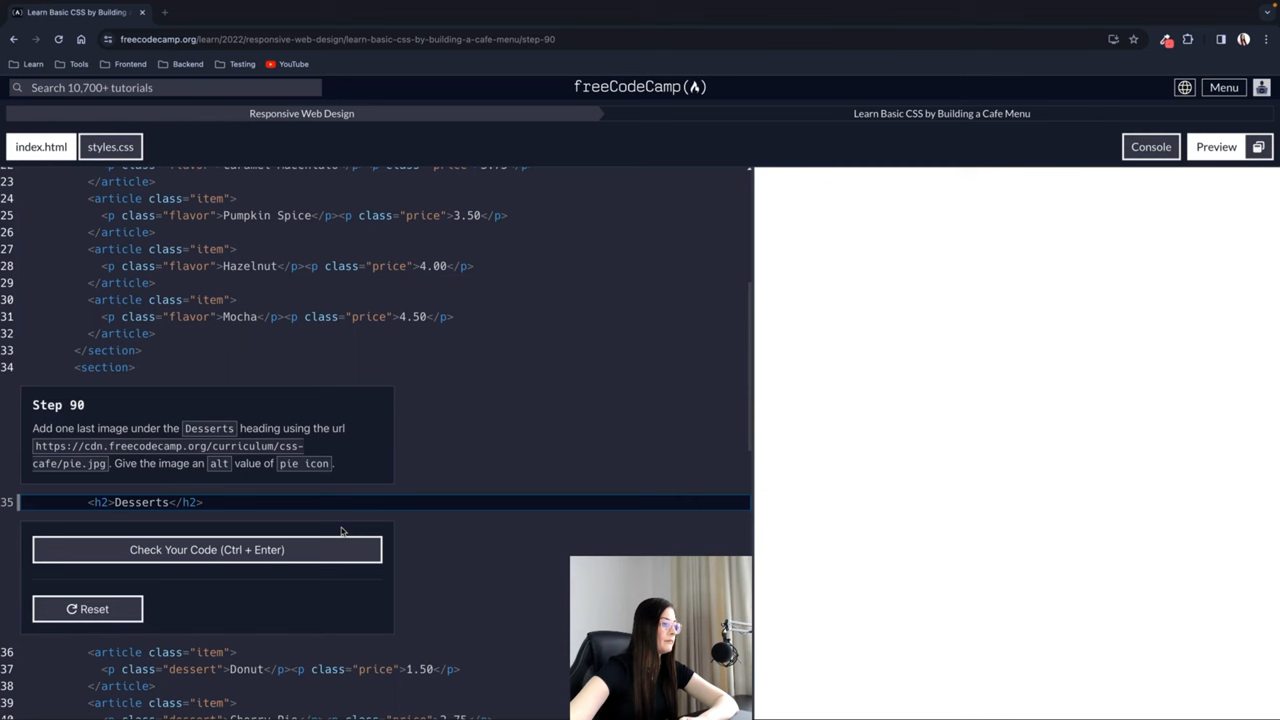 Learn Basic CSS by Building
freecodecamp.org/learn/2022/responsive-web-design/learn-basic-css-by-building-a-cafe-menu/step-90
Learn Tools Frontend Backend Testing YouTube
Search 10,700+ tutorials freeCodeCamp(🔥) Menu
Responsive Web Design Learn Basic CSS by Building a Cafe Menu
index.html styles.css Console Preview
23 </article>
24 <article class="item">
25 <p class="flavor">Pumpkin Spice</p><p class="price">3.50</p>
26 </article>
27 <article class="item">
28 <p class="flavor">Hazelnut</p><p class="price">4.00</p>
29 </article>
30 <article class="item">
31 <p class="flavor">Mocha</p><p class="price">4.50</p>
32 </article>
33 </section>
34 <section>
Step 90
Add one last image under the Desserts heading using the url
https://cdn.freecodecamp.org/curriculum/css-
cafe/pie.jpg. Give the image an alt value of pie icon.
35 <h2>Desserts</h2>
Check Your Code (Ctrl + Enter)
Reset
36 <article class="item">
37 <p class="dessert">Donut</p><p class="price">1.50</p>
38 </article>
39 <article class="item">